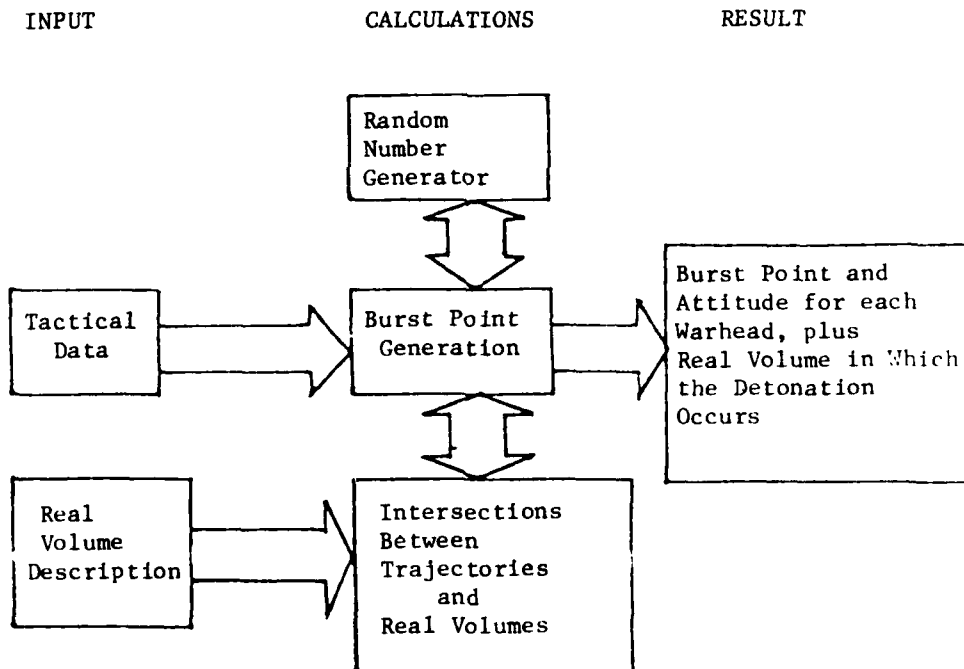 INPUT
CALCULATIONS
RESULT
Random
Number
Generator
Tactical
Data
Burst Point
Generation
Burst Point and
Attitude for each
Warhead, plus
Real Volume in Which
the Detonation
Occurs
Real
Volume
Description
Intersections
Between
Trajectories
and
Real Volumes